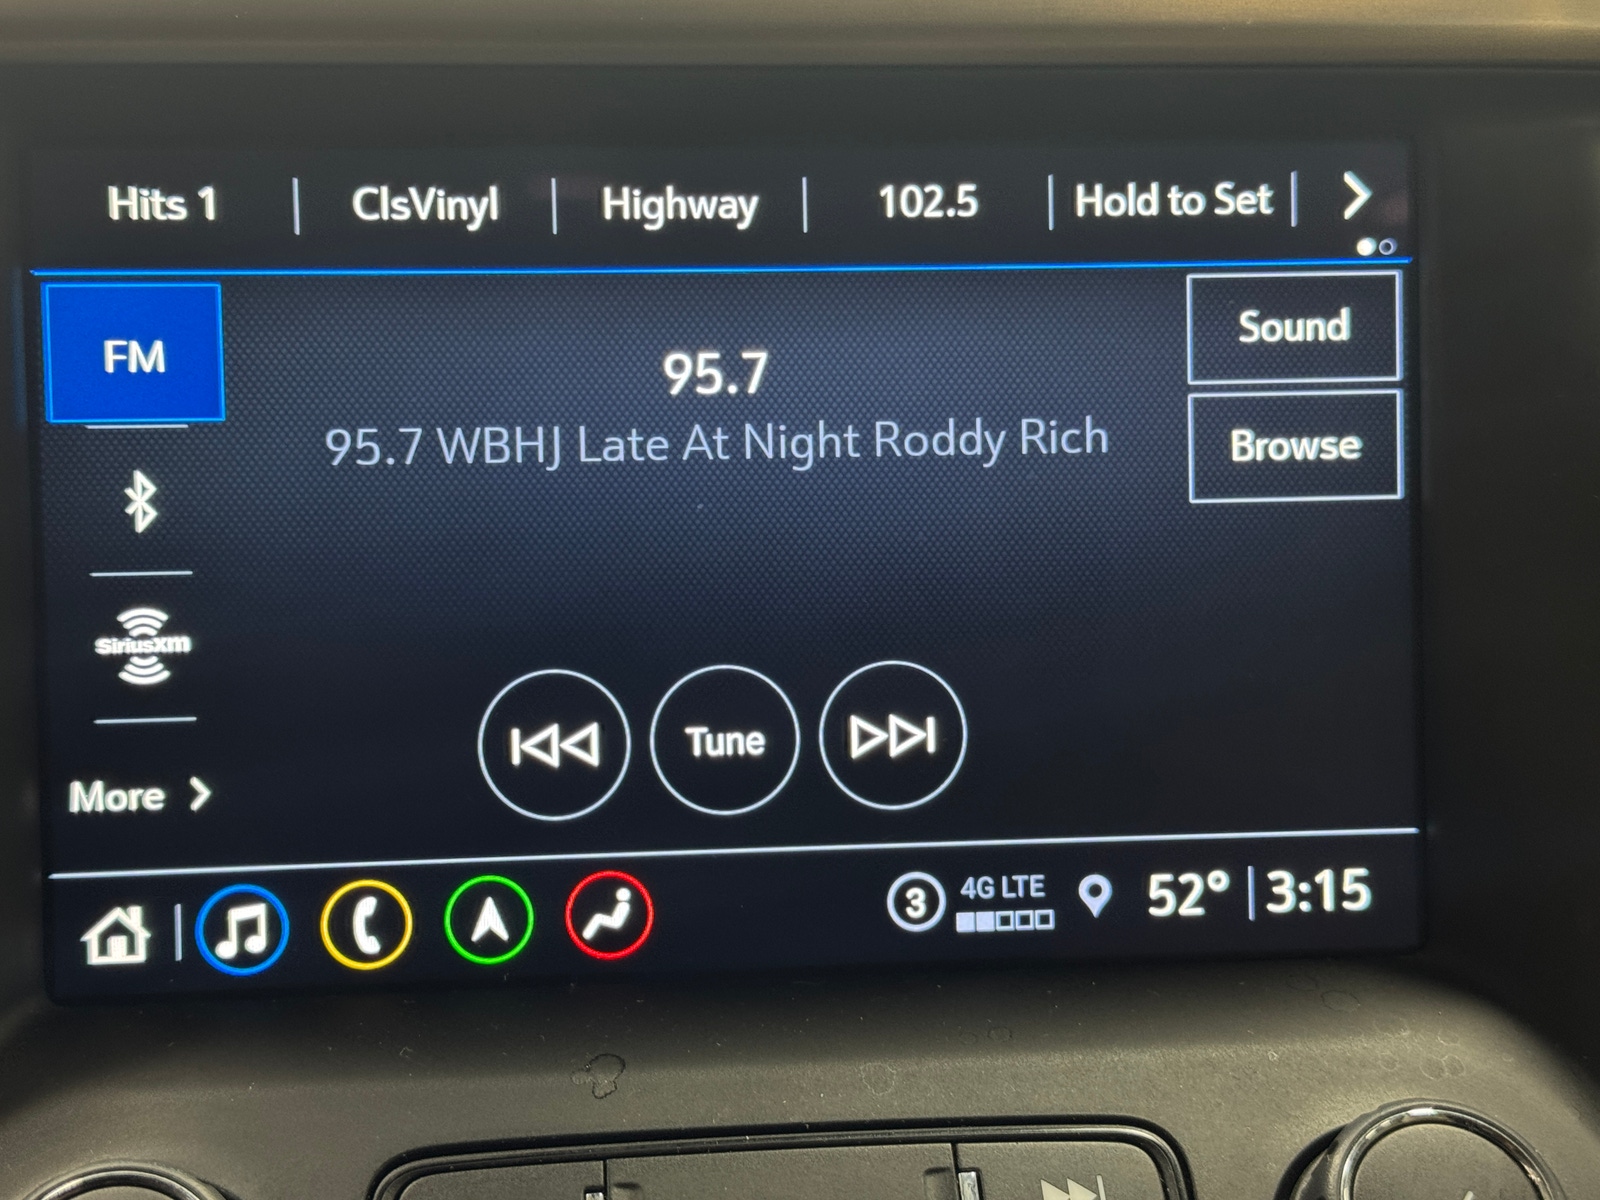 Hits 1 | ClsVinyl | Highway | 102.5 | Hold to Set |
FM
95.7
Sound
95.7 WBHJ Late At Night Roddy Rich
Browse
SiriusXM
Tune
More
3 4G LTE 52° | 3:15